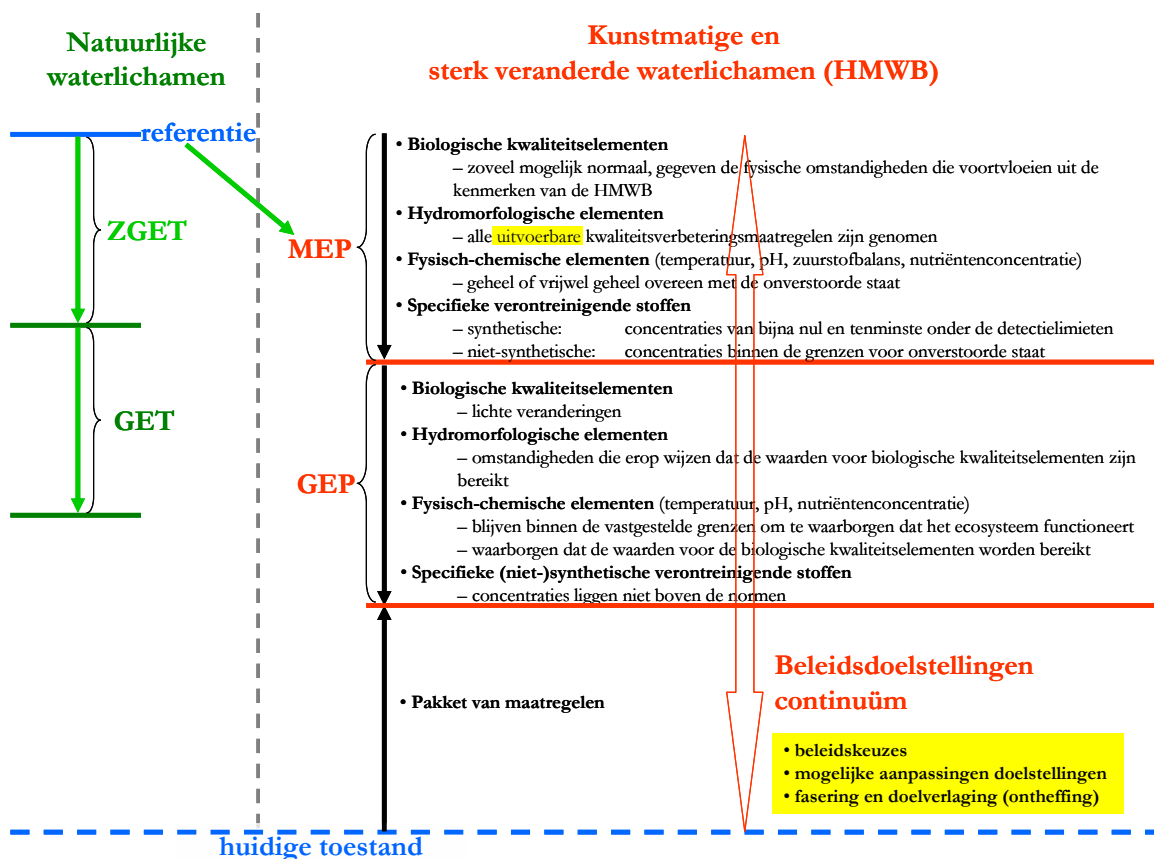 Natuurlijke
waterlichamen
Kunstmatige en
sterk veranderde waterlichamen (HMWB)
referentie
ZGET
GET
MEP
• Biologische kwaliteitselementen
– zoveel mogelijk normaal, gegeven de fysische omstandigheden die voortvloeien uit de
kenmerken van de HMWB
• Hydromorfologische elementen
– alle uitvoerbare kwaliteitsverbeteringsmaatregelen zijn genomen
• Fysisch-chemische elementen (temperatuur, pH, zuurstofbalans, nutriëntenconcentratie)
– geheel of vrijwel geheel overeen met de onverstoorde staat
• Specifieke verontreinigende stoffen
– synthetische: concentraties van bijna nul en tenminste onder de detectielimieten
– niet-synthetische: concentraties binnen de grenzen voor onverstoorde staat
GEP
• Biologische kwaliteitselementen
– lichte veranderingen
• Hydromorfologische elementen
– omstandigheden die erop wijzen dat de waarden voor biologische kwaliteitselementen zijn
bereikt
• Fysisch-chemische elementen (temperatuur, pH, nutriëntenconcentratie)
– blijven binnen de vastgestelde grenzen om te waarborgen dat het ecosysteem functioneert
– waarborgen dat de waarden voor de biologische kwaliteitselementen worden bereikt
• Specifieke (niet-)synthetische verontreinigende stoffen
– concentraties liggen niet boven de normen
• Pakket van maatregelen
Beleidsdoelstellingen
continuüm
• beleidskeuzes
• mogelijke aanpassingen doelstellingen
• fasering en doelverlaging (ontheffing)
huidige toestand